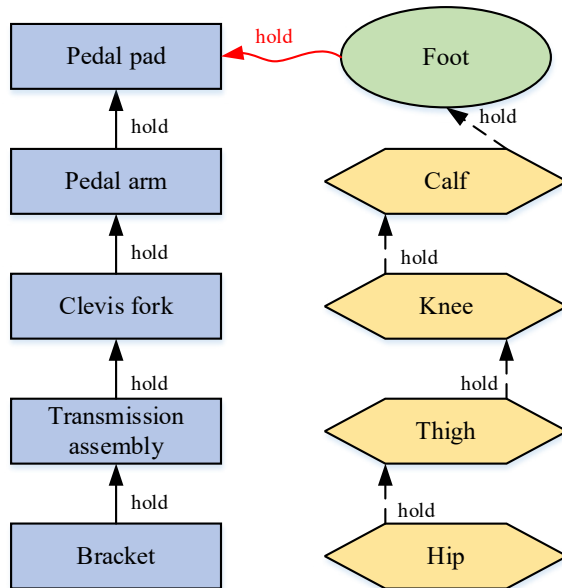 hold
Pedal pad
Foot
hold
hold
Pedal arm
Calf
hold
hold
Clevis fork
Knee
hold
hold
Transmission
assembly
Thigh
hold
hold
Bracket
Hip